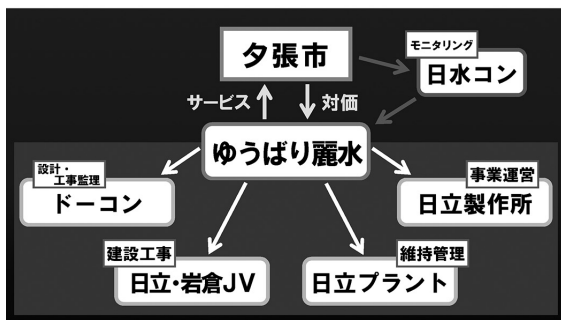 夕張市
モニタリング
日水コン
サービス
対価
ゆうばり麗水
設計・
工事監理
ドーコン
事業運営
日立製作所
建設工事
日立・岩倉JV
維持管理
日立プラント